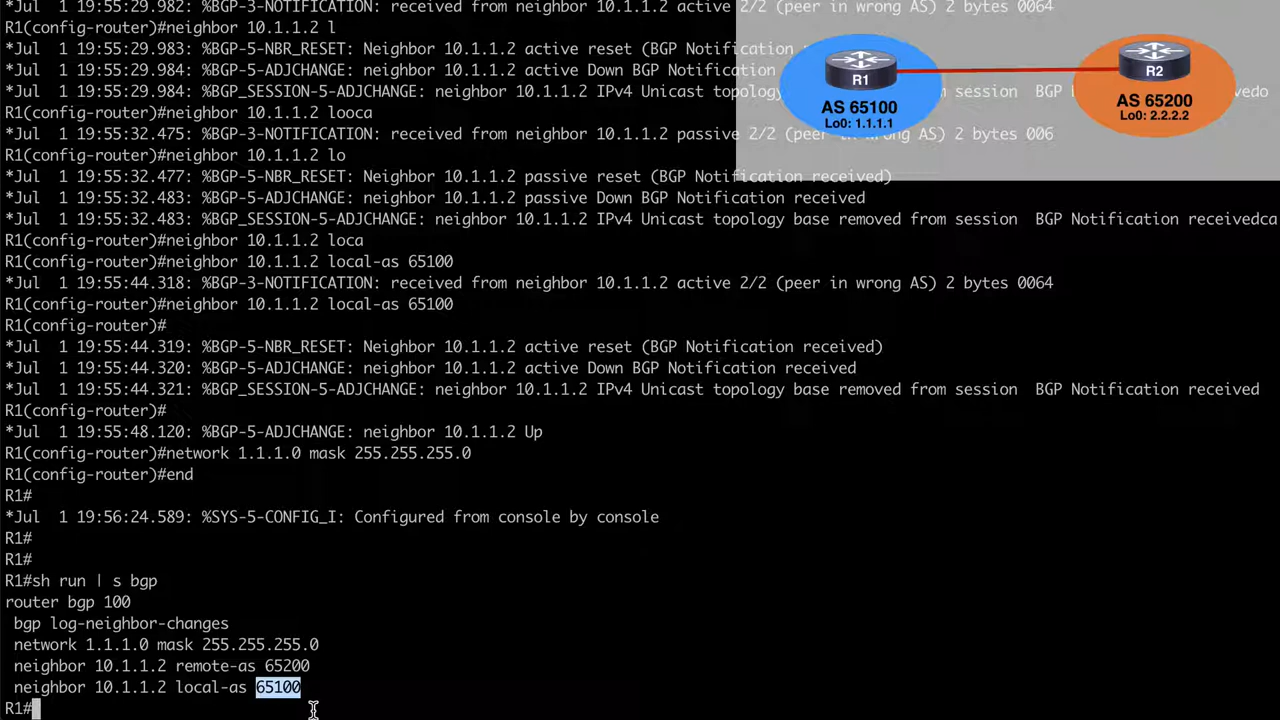 *Jul  1 19:55:29.982: %BGP-3-NOTIFICATION: received from neighbor 10.1.1.2 active 2/2 (peer in wrong AS) 2 bytes 0064
R1(config-router)#neighbor 10.1.1.2 l
*Jul  1 19:55:29.983: %BGP-5-NBR_RESET: Neighbor 10.1.1.2 active reset (BGP Notification
*Jul  1 19:55:29.984: %BGP-5-ADJCHANGE: neighbor 10.1.1.2 active Down BGP Notification
*Jul  1 19:55:29.984: %BGP_SESSION-5-ADJCHANGE: neighbor 10.1.1.2 IPv4 Unicast topology base removed from session  BGP
R1(config-router)#neighbor 10.1.1.2 looca
*Jul  1 19:55:32.475: %BGP-3-NOTIFICATION: received from neighbor 10.1.1.2 passive 2/2 (peer in wrong AS) 2 bytes 006
R1(config-router)#neighbor 10.1.1.2 lo
*Jul  1 19:55:32.477: %BGP-5-NBR_RESET: Neighbor 10.1.1.2 passive reset (BGP Notification received)
*Jul  1 19:55:32.483: %BGP-5-ADJCHANGE: neighbor 10.1.1.2 passive Down BGP Notification received
*Jul  1 19:55:32.483: %BGP_SESSION-5-ADJCHANGE: neighbor 10.1.1.2 IPv4 Unicast topology base removed from session  BGP Notification receivedca
R1(config-router)#neighbor 10.1.1.2 loca
R1(config-router)#neighbor 10.1.1.2 local-as 65100
*Jul  1 19:55:44.318: %BGP-3-NOTIFICATION: received from neighbor 10.1.1.2 active 2/2 (peer in wrong AS) 2 bytes 0064
R1(config-router)#neighbor 10.1.1.2 local-as 65100
R1(config-router)#
*Jul  1 19:55:44.319: %BGP-5-NBR_RESET: Neighbor 10.1.1.2 active reset (BGP Notification received)
*Jul  1 19:55:44.320: %BGP-5-ADJCHANGE: neighbor 10.1.1.2 active Down BGP Notification received
*Jul  1 19:55:44.321: %BGP_SESSION-5-ADJCHANGE: neighbor 10.1.1.2 IPv4 Unicast topology base removed from session  BGP Notification received
R1(config-router)#
*Jul  1 19:55:48.120: %BGP-5-ADJCHANGE: neighbor 10.1.1.2 Up
R1(config-router)#network 1.1.1.0 mask 255.255.255.0
R1(config-router)#end
R1#
*Jul  1 19:56:24.589: %SYS-5-CONFIG_I: Configured from console by console
R1#
R1#
R1#sh run | s bgp
router bgp 100
 bgp log-neighbor-changes
 network 1.1.1.0 mask 255.255.255.0
 neighbor 10.1.1.2 remote-as 65200
 neighbor 10.1.1.2 local-as 65100
R1#
R1
AS 65100
Lo0: 1.1.1.1
R2
AS 65200
Lo0: 2.2.2.2